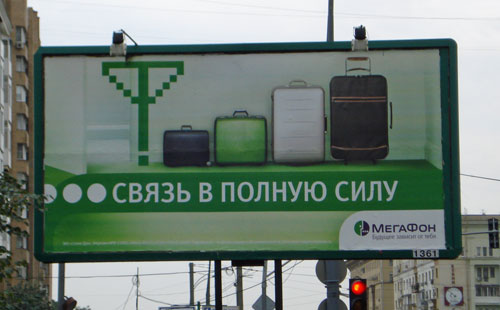 СВЯЗЬ В ПОЛНУЮ СИЛУ
МЕГАФОН
Будущее зависит от тебя
1361